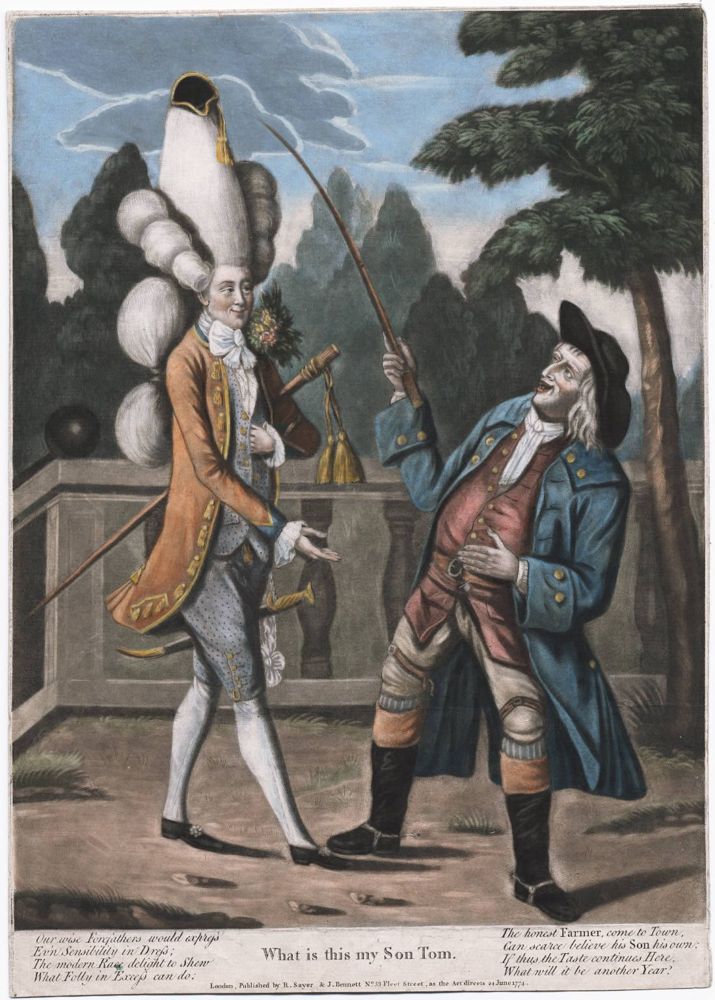 Our wise Forefathers would expreſs
Ev'n Sensibility in Dreſs;
The modern Race delight to Shew
What Folly in Exceſs can do:
What is this my Son Tom.
The honest Farmer, come to Town,
Can scarce believe his Son his own:
If thus the Taste continues Here,
What will it be another Year?
London, Published by R. Sayer & J. Bennett No. 53 Fleet Street, as the Act directs 24 June 1774.